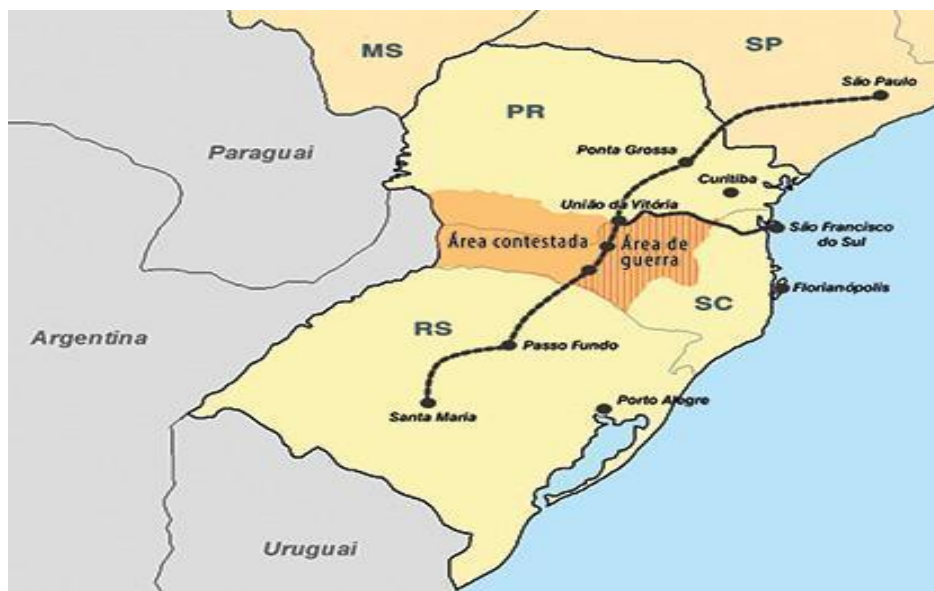 MS
SP
São Paulo
PR
Paraguai
Ponta Grossa
Curitiba
União da Vitória
São Francisco
do Sul
Área contestada
Área de
guerra
Florianópolis
SC
RS
Argentina
Passo Fundo
Porto Alegre
Santa Maria
Uruguai